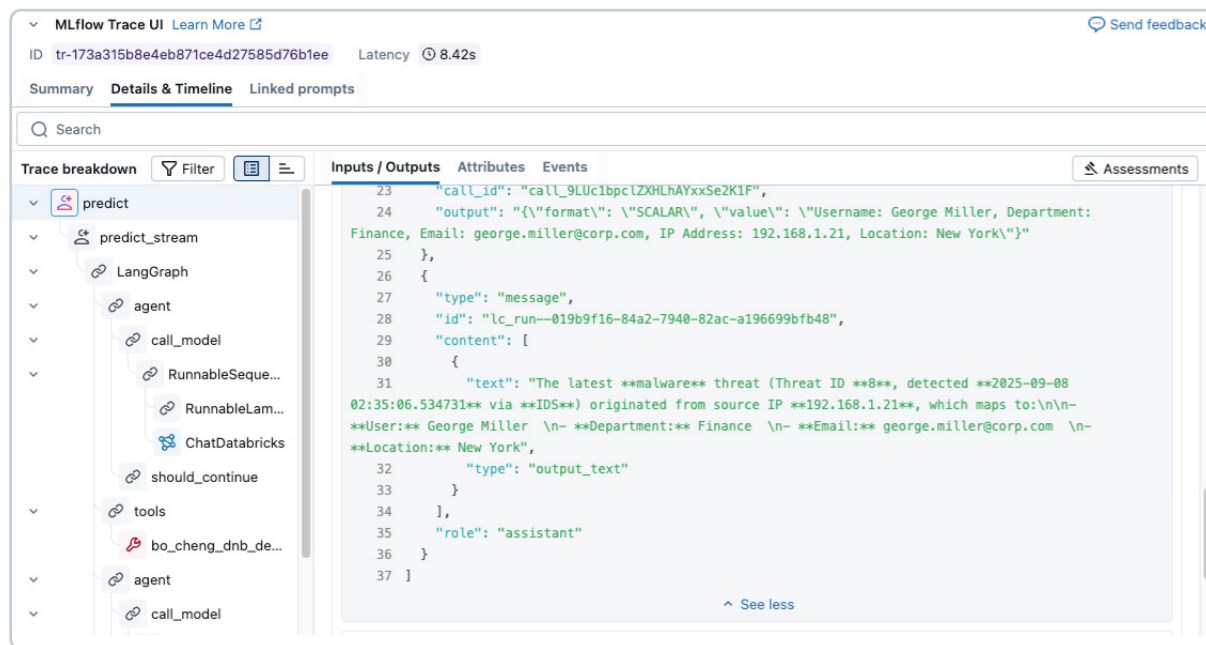 MLflow Trace UI Learn More Send feedback
ID tr-173a315b8e4eb871ce4d27585d76b1ee Latency 8.42s
Summary Details & Timeline Linked prompts
Search
Trace breakdown Filter
predict
predict_stream
LangGraph
agent
call_model
RunnableSeque...
RunnableLam...
ChatDatabricks
should_continue
tools
bo_cheng_dnb_de...
agent
call_model
Inputs / Outputs Attributes Events Assessments
23 "call_id": "call_9LUc1bpclZXHLhAYxxSe2K1F",
24 "output": "{\"format\": \"SCALAR\", \"value\": \"Username: George Miller, Department:
Finance, Email: george.miller@corp.com, IP Address: 192.168.1.21, Location: New York\"}"
25 },
26 {
27 "type": "message",
28 "id": "lc_run--019b9f16-84a2-7940-82ac-a196699bfb48",
29 "content": [
30 {
31 "text": "The latest **malware** threat (Threat ID **8**, detected **2025-09-08
02:35:06.534731** via **IDS**) originated from source IP **192.168.1.21**, which maps to:\n\n-
**User:** George Miller  \n- **Department:** Finance  \n- **Email:** george.miller@corp.com  \n-
**Location:** New York",
32 "type": "output_text"
33 }
34 ],
35 "role": "assistant"
36 }
37 ]
See less